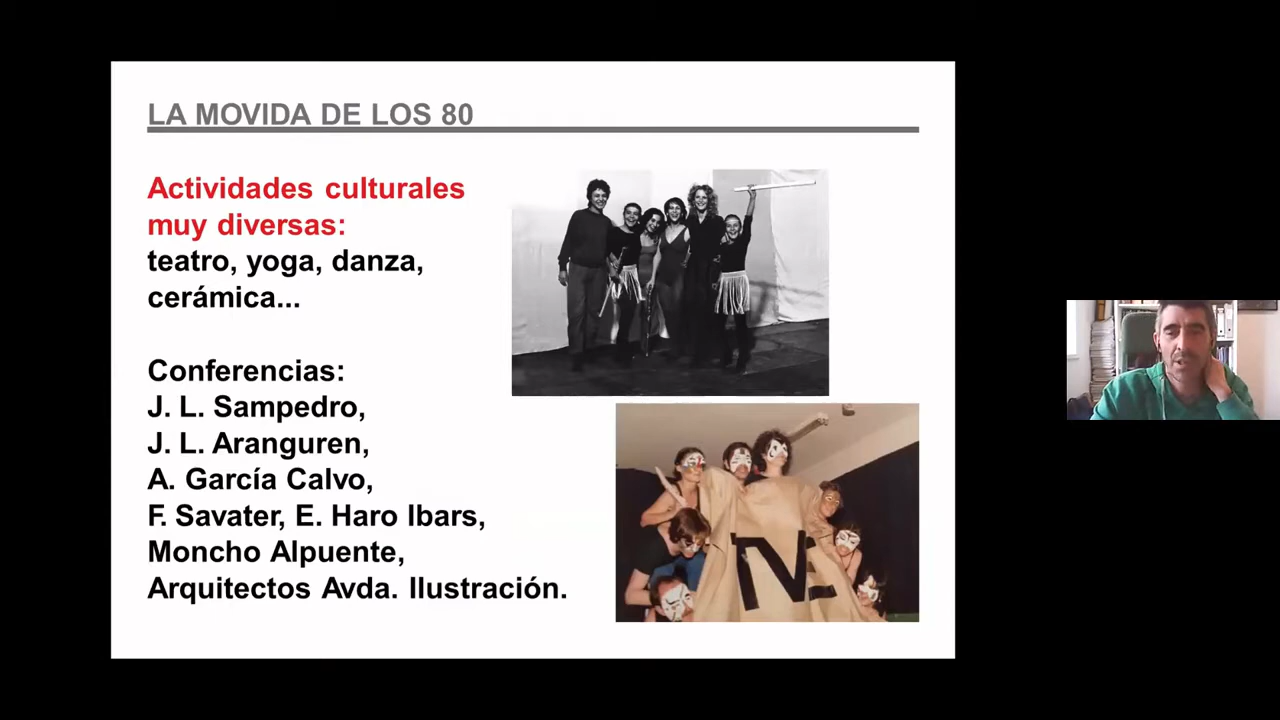 LA MOVIDA DE LOS 80
Actividades culturales
muy diversas:
teatro, yoga, danza,
cerámica...
Conferencias:
J. L. Sampedro,
J. L. Aranguren,
A. García Calvo,
F. Savater, E. Haro Ibars,
Moncho Alpuente,
Arquitectos Avda. Ilustración.
TVE